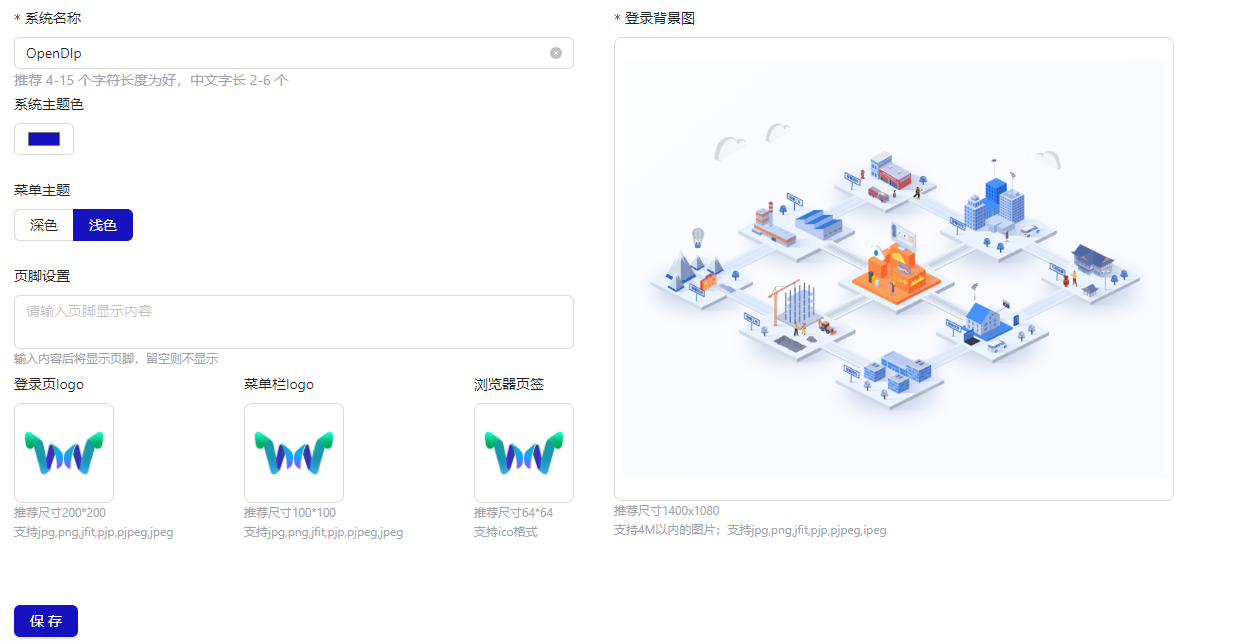 * 系统名称
OpenDlp
推荐 4-15 个字符长度为好，中文字长 2-6 个
系统主题色
菜单主题
深色
浅色
页脚设置
请输入页脚显示内容
输入内容后将显示页脚，留空则不显示
登录页logo
菜单栏logo
浏览器页签
推荐尺寸200*200
支持jpg,png,jfit,pjp,pjpeg,jpeg
推荐尺寸100*100
支持jpg,png,jfit,pjp,pjpeg,jpeg
推荐尺寸64*64
支持ico格式
保 存
* 登录背景图
推荐尺寸1400x1080
支持4M以内的图片；支持jpg,png,jfit,pjp,pjpeg,ipeg